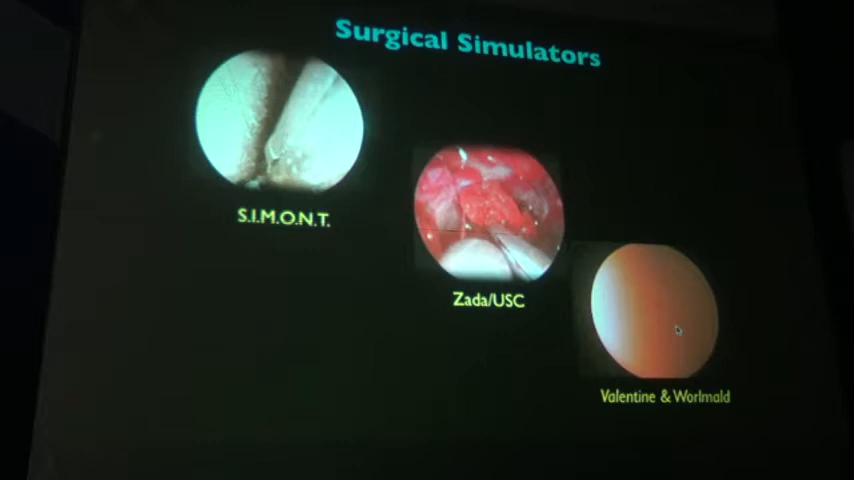 Surgical Simulators
S.I.M.O.N.T.
Zada/USC
Valentine & Worlmald